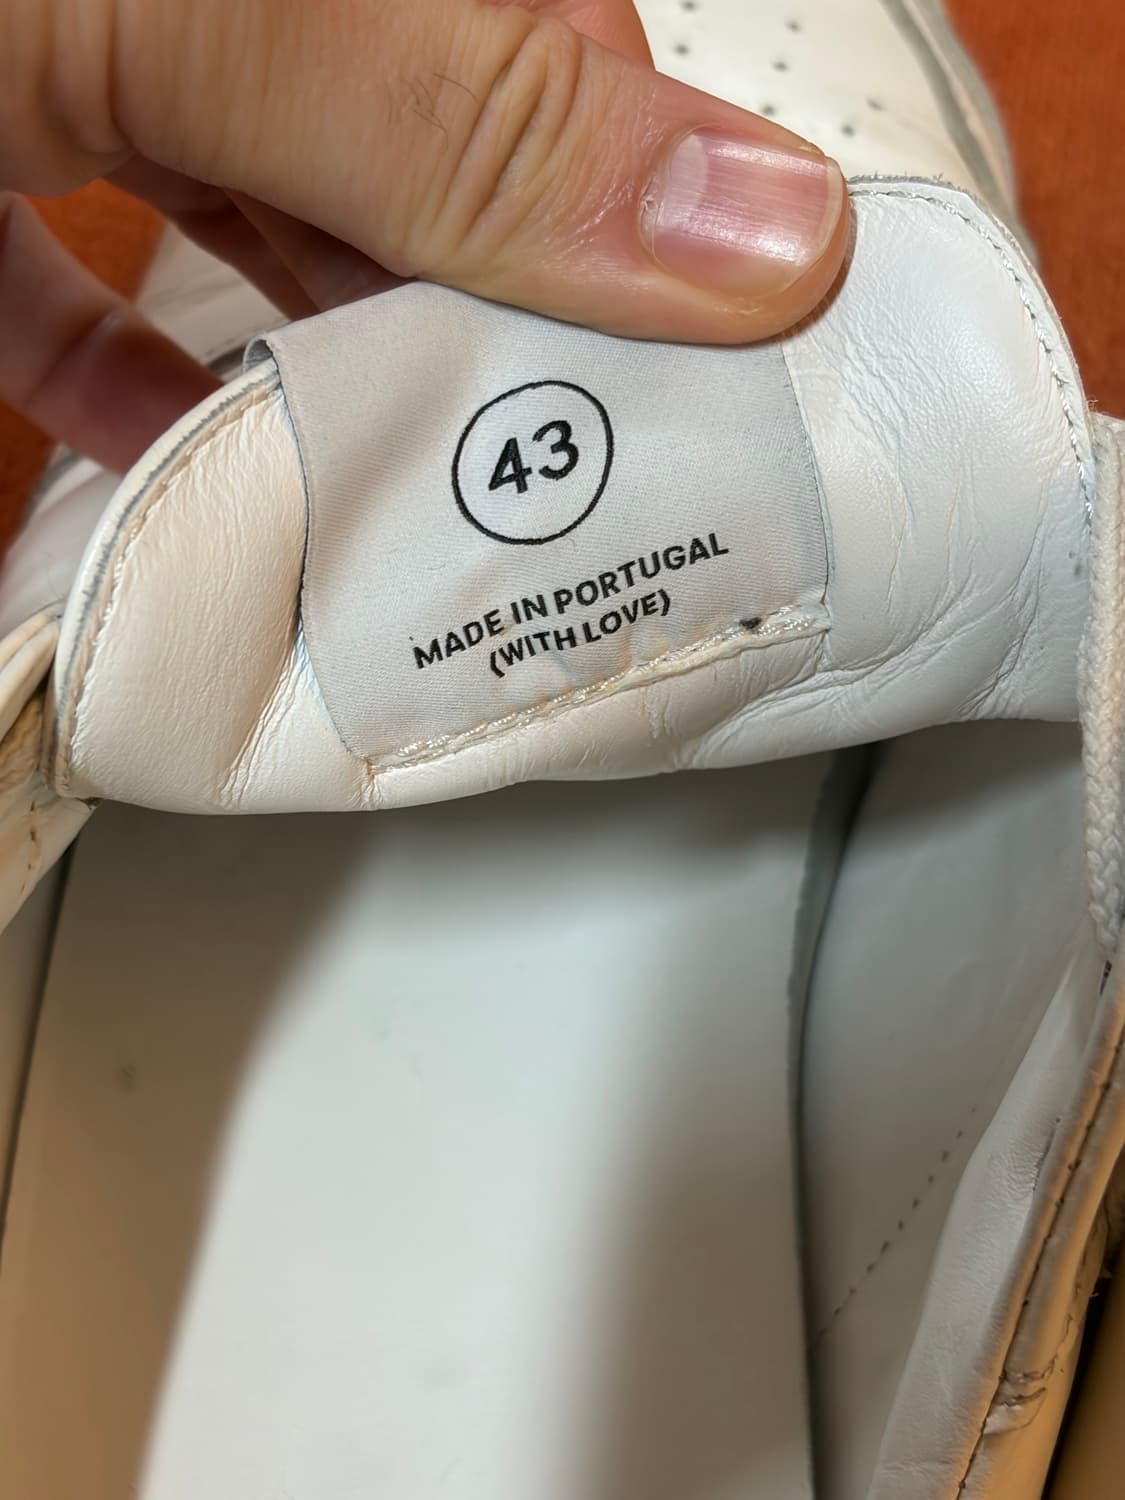 43
MADE IN PORTUGAL
(WITH LOVE)